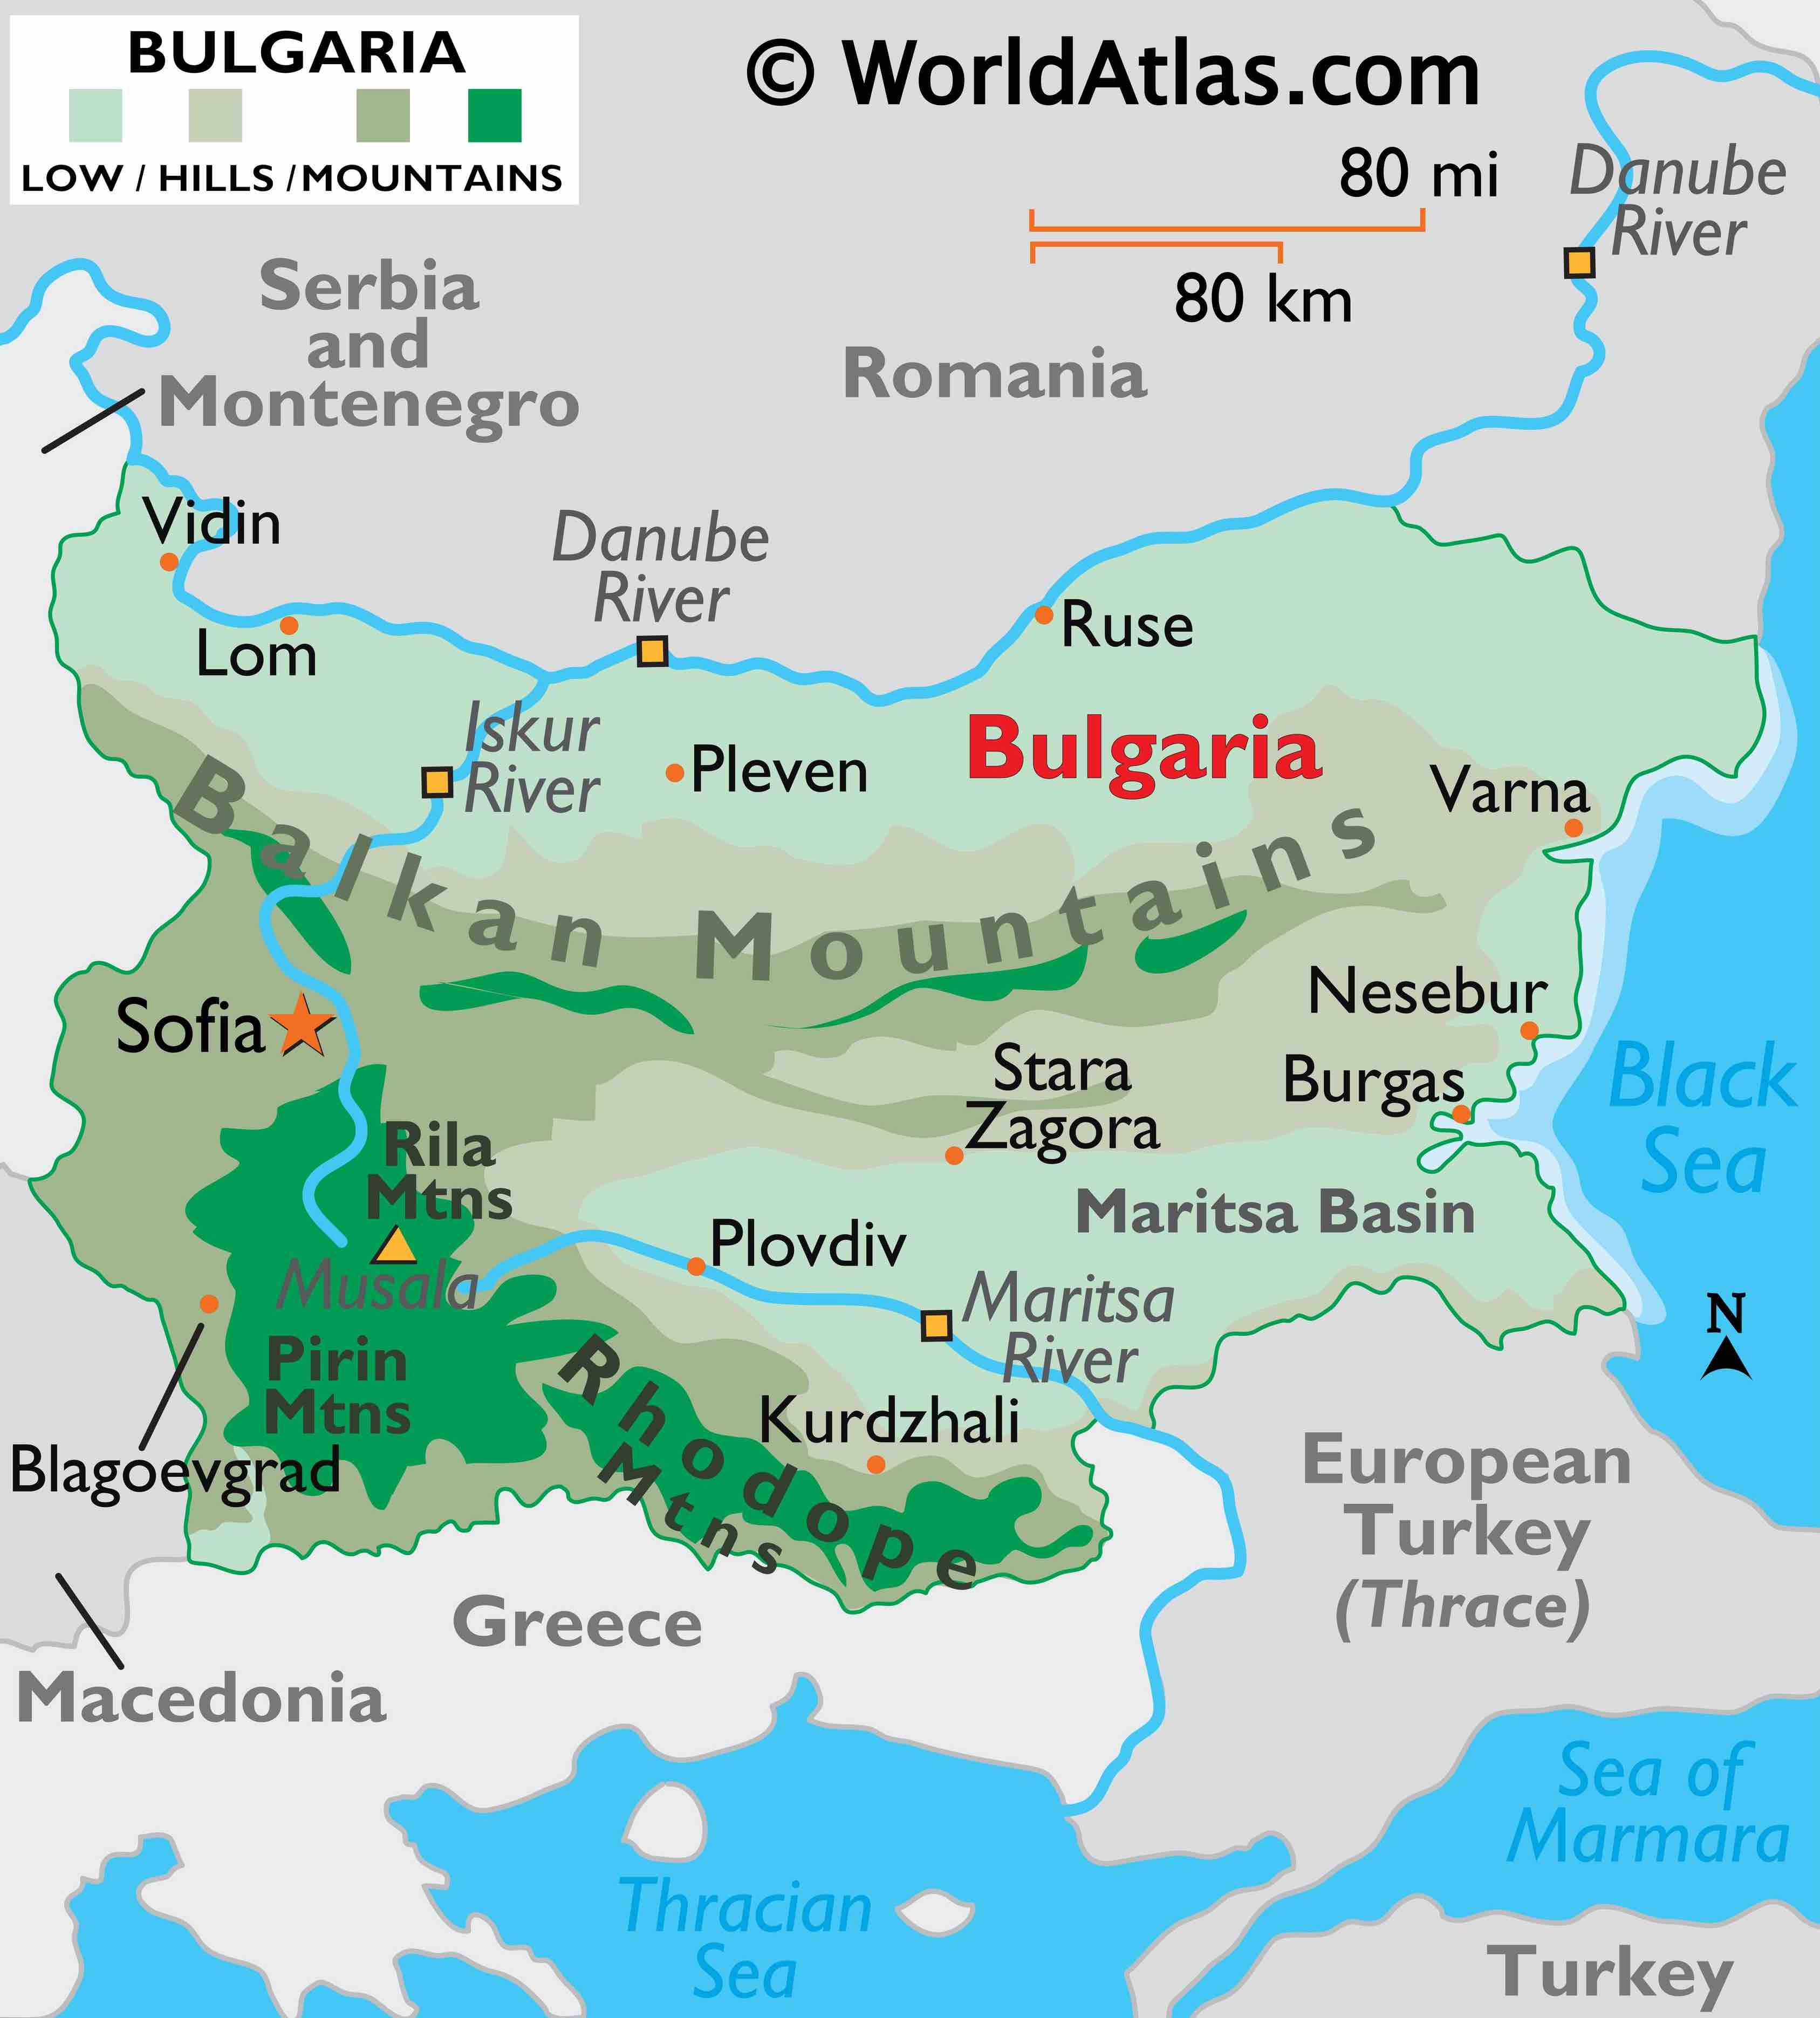 BULGARIA
LOW / HILLS / MOUNTAINS
© WorldAtlas.com
80 mi
80 km
Danube
River
Serbia
and
Montenegro
Romania
Vidin
Danube
River
Lom
Ruse
Iskur
River
Pleven
Bulgaria
Varna
Balkan Mountains
Sofia
Nesebur
Stara
Zagora
Burgas
Black
Sea
Rila
Mtns
Maritsa Basin
Plovdiv
Musala
Maritsa
River
N
Pirin
Mtns
Rhodope
Mtns
Kurdzhali
Blagoevgrad
European
Turkey
(Thrace)
Greece
Macedonia
Sea of
Marmara
Thracian
Sea
Turkey